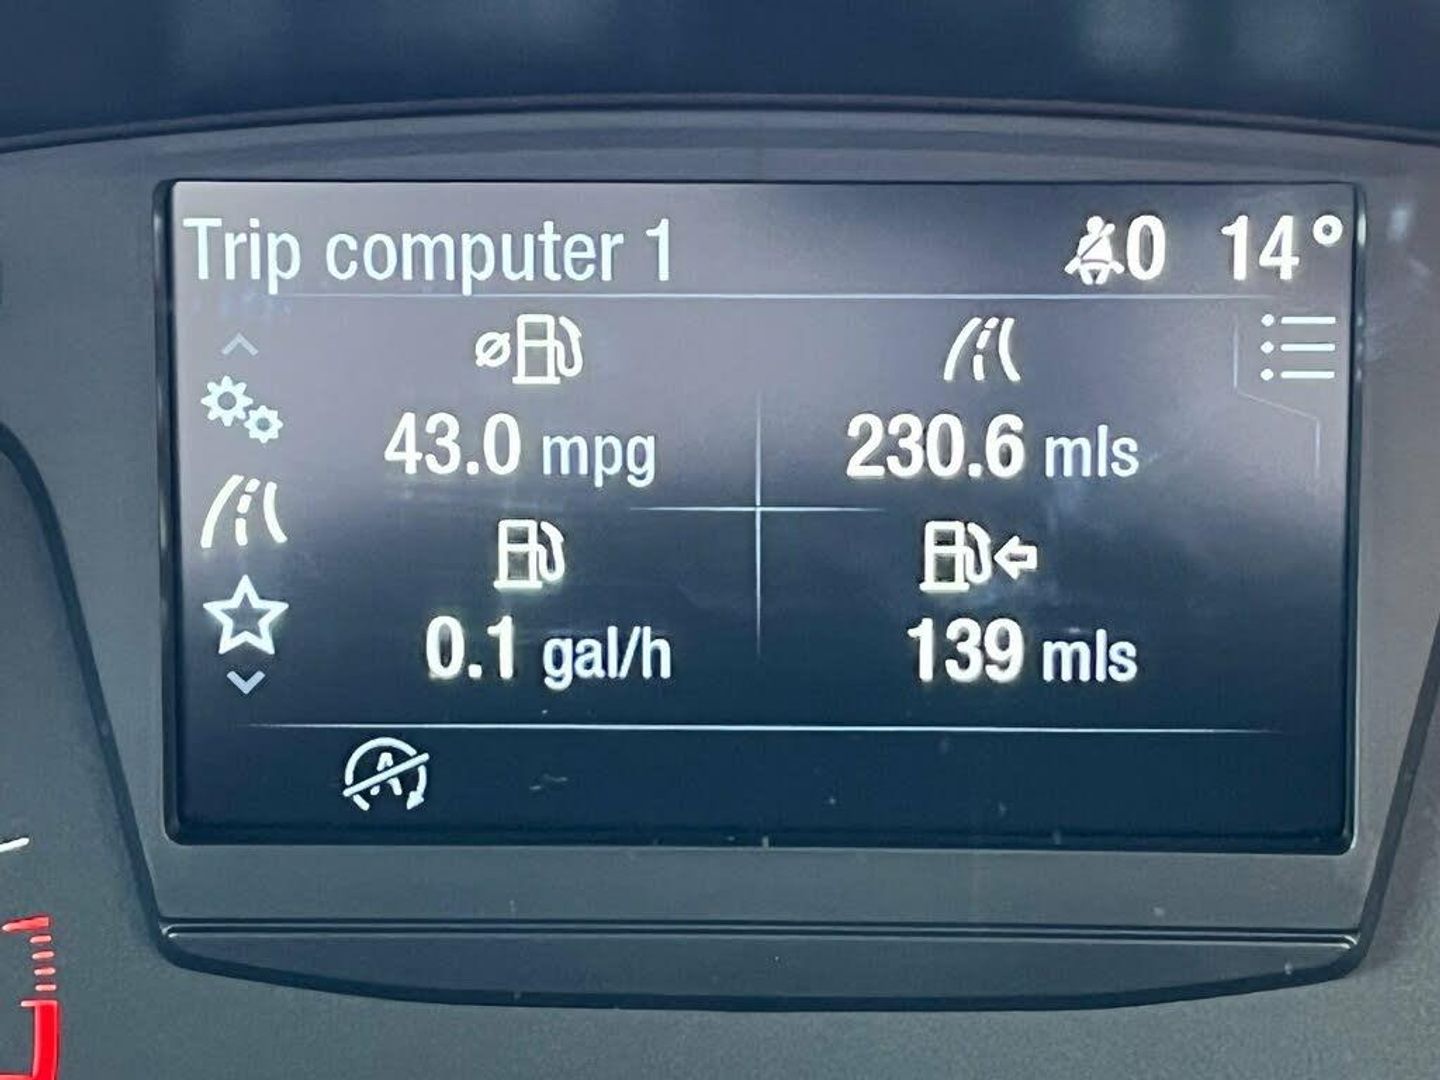 Trip computer 1 0 14°
43.0 mpg 230.6 mls
0.1 gal/h 139 mls
A